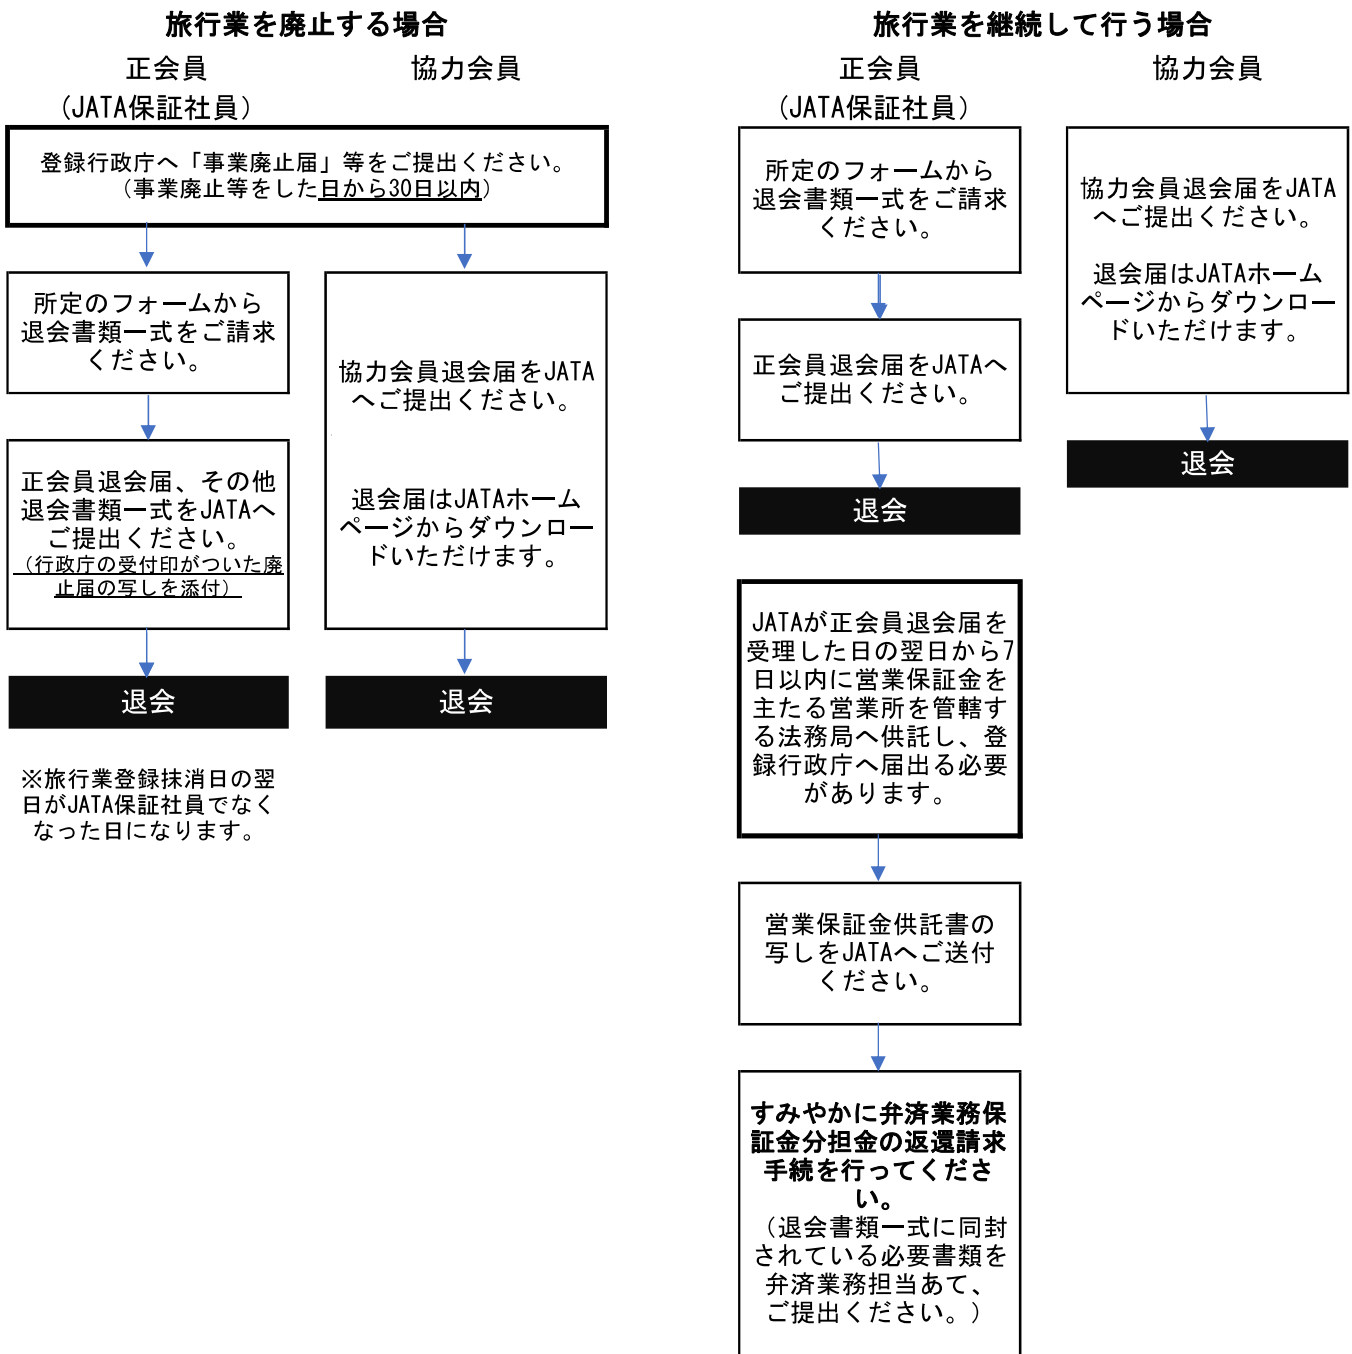 旅行業を廃止する場合
正会員
（JATA保証社員）
協力会員
登録行政庁へ「事業廃止届」等をご提出ください。
（事業廃止等をした日から30日以内）
所定のフォームから
退会書類一式をご請求
ください。
正会員退会届、その他
退会書類一式をJATAへ
ご提出ください。
（行政庁の受付印がついた廃
止届の写しを添付）
退会
※旅行業登録抹消日の翌
日がJATA保証社員でなく
なった日になります。
協力会員退会届をJATA
へご提出ください。
退会届はJATAホーム
ページからダウンロー
ドいただけます。
退会
旅行業を継続して行う場合
正会員
（JATA保証社員）
協力会員
所定のフォームから
退会書類一式をご請求
ください。
正会員退会届をJATAへ
ご提出ください。
退会
JATAが正会員退会届を
受理した日の翌日から7
日以内に営業保証金を
主たる営業所を管轄す
る法務局へ供託し、登
録行政庁へ届出る必要
があります。
営業保証金供託書の
写しをJATAへご送付
ください。
すみやかに弁済業務保
証金分担金の返還請求
手続を行ってくださ
い。
（退会書類一式に同封
されている必要書類を
弁済業務担当あて、
ご提出ください。）
協力会員退会届をJATA
へご提出ください。
退会届はJATAホーム
ページからダウンロー
ドいただけます。
退会